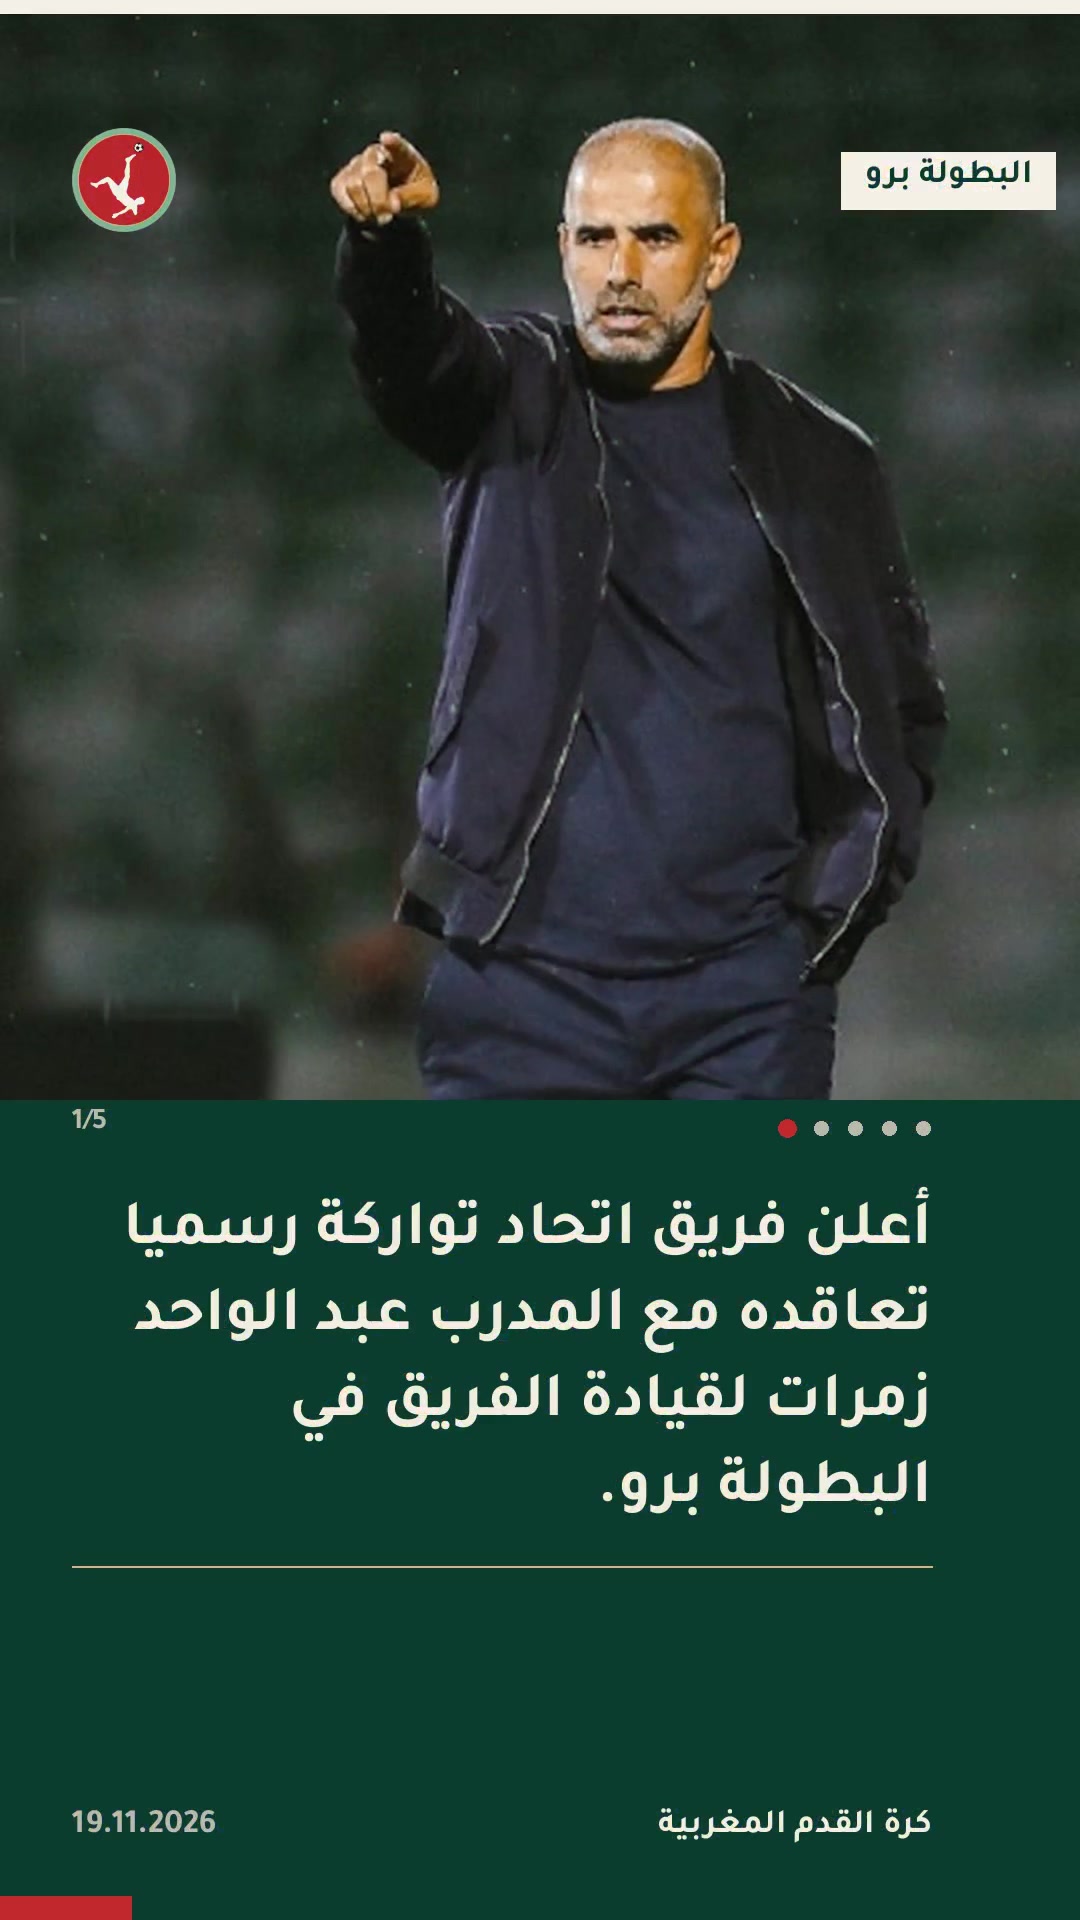 البطولة برو
1/5
أعلن فريق اتحاد تواركة رسميا
تعاقده مع المدرب عبد الواحد
زمرات لقيادة الفريق في
البطولة برو.
كرة القدم المغربية
19.11.2026